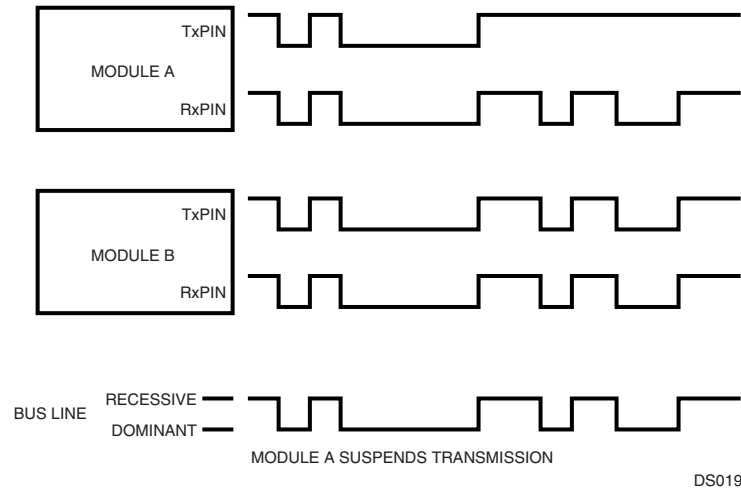 TxPIN
MODULE A
RxPIN
TxPIN
MODULE B
RxPIN
RECESSIVE
BUS LINE
DOMINANT
MODULE A SUSPENDS TRANSMISSION
DS019